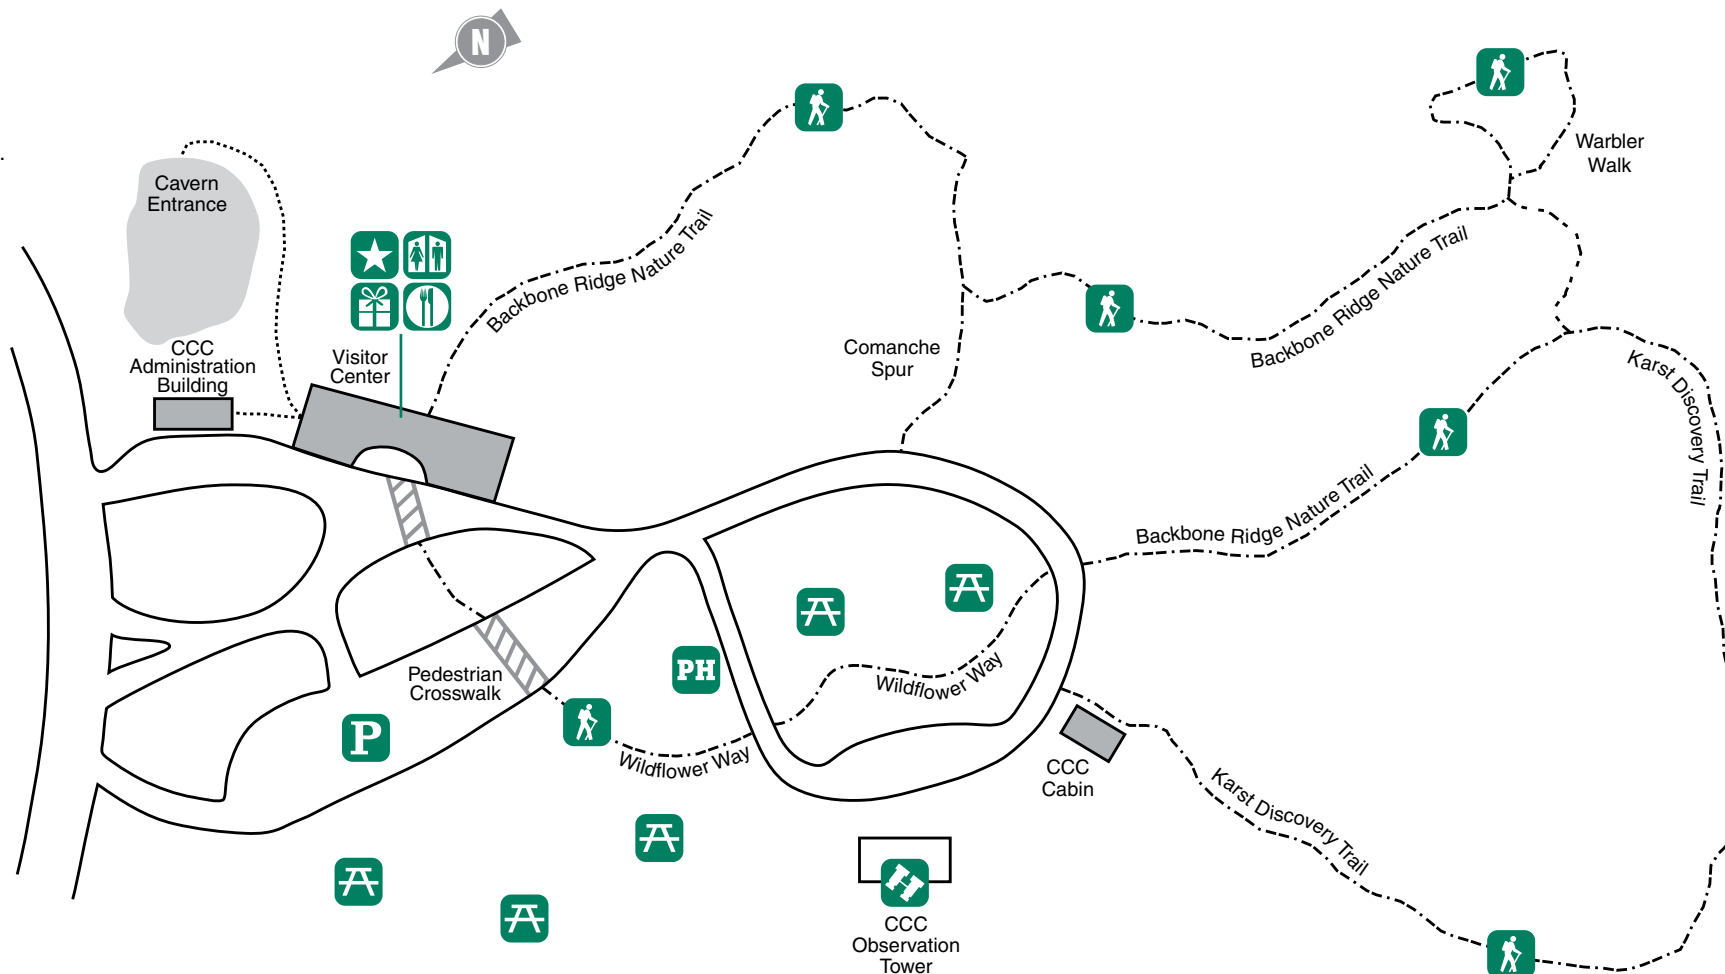 N
Warbler
Walk
Cavern
Entrance
Backbone Ridge Nature Trail
Backbone Ridge Nature Trail
CCC
Administration
Building
Visitor
Center
Comanche
Spur
Karst Discovery Trail
Backbone Ridge Nature Trail
Pedestrian
Crosswalk
PH
Wildflower Way
P
Wildflower Way
CCC
Cabin
Karst Discovery Trail
CCC
Observation
Tower